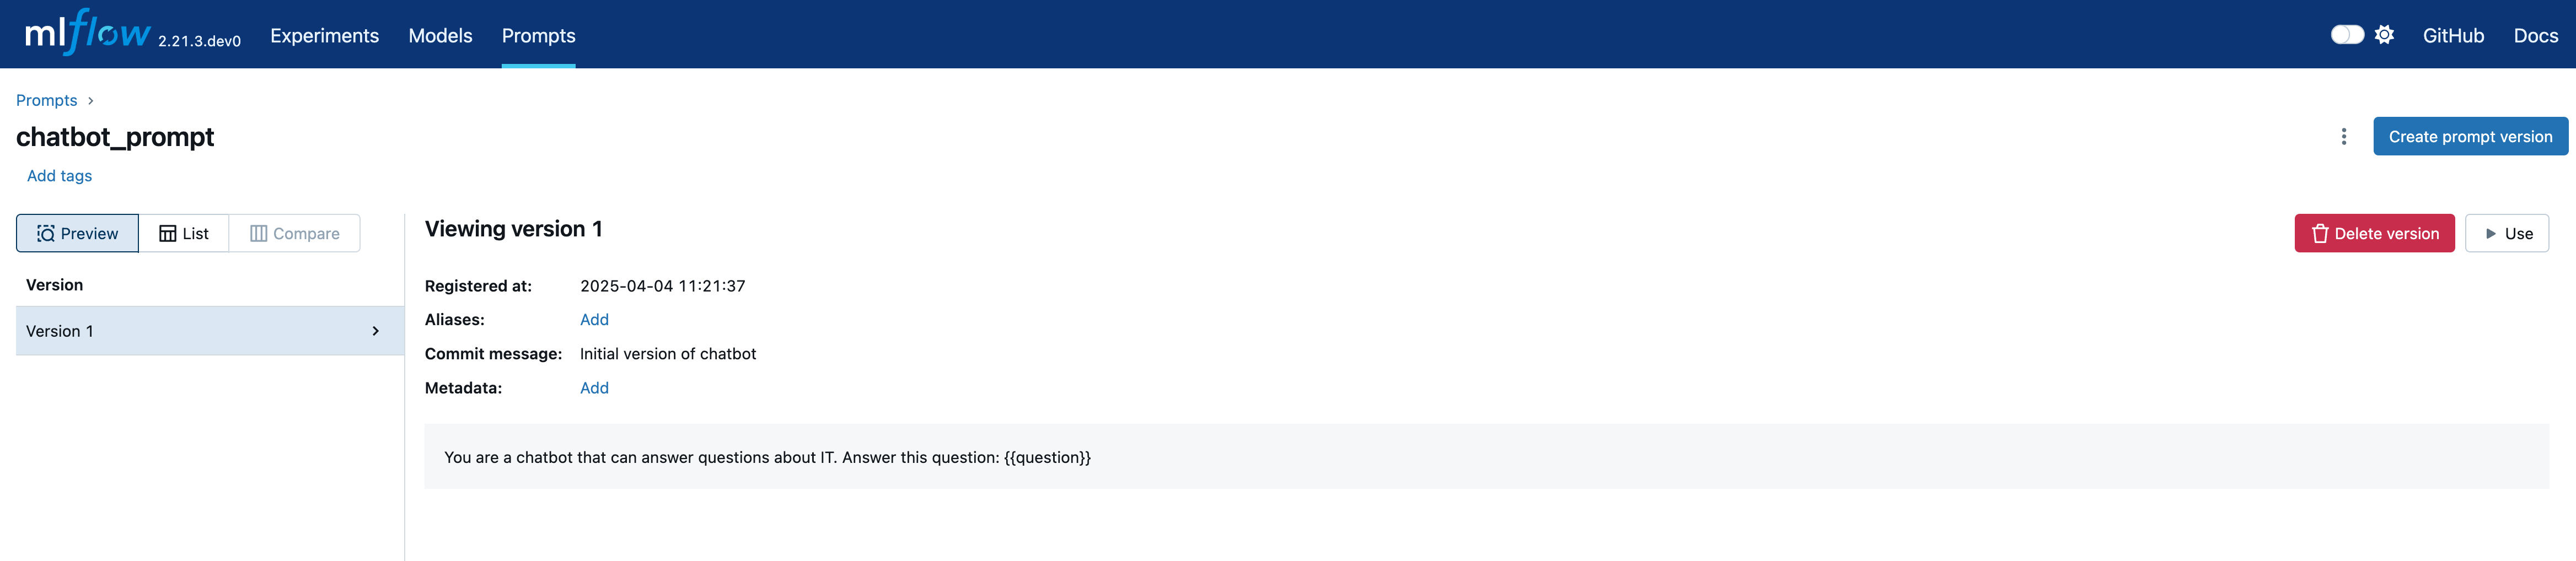 mlflow 2.21.3.dev0 Experiments Models Prompts GitHub Docs
Prompts
chatbot_prompt
Create prompt version
Add tags
Preview List Compare
Version
Version 1
Viewing version 1
Delete version Use
Registered at: 2025-04-04 11:21:37
Aliases: Add
Commit message: Initial version of chatbot
Metadata: Add
You are a chatbot that can answer questions about IT. Answer this question: {{question}}